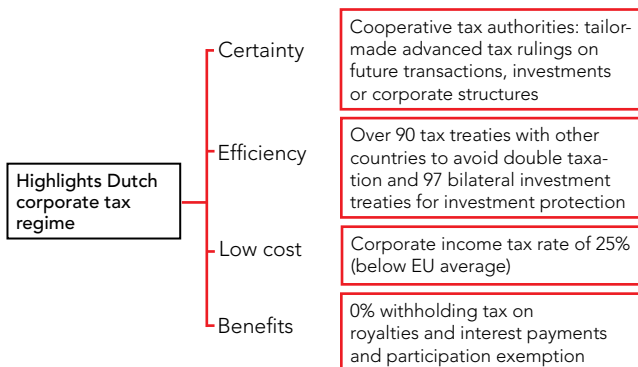 Highlights Dutch
corporate tax
regime
Certainty
Cooperative tax authorities: tailor-
made advanced tax rulings on
future transactions, investments
or corporate structures
Efficiency
Over 90 tax treaties with other
countries to avoid double taxa-
tion and 97 bilateral investment
treaties for investment protection
Low cost
Corporate income tax rate of 25%
(below EU average)
Benefits
0% withholding tax on
royalties and interest payments
and participation exemption